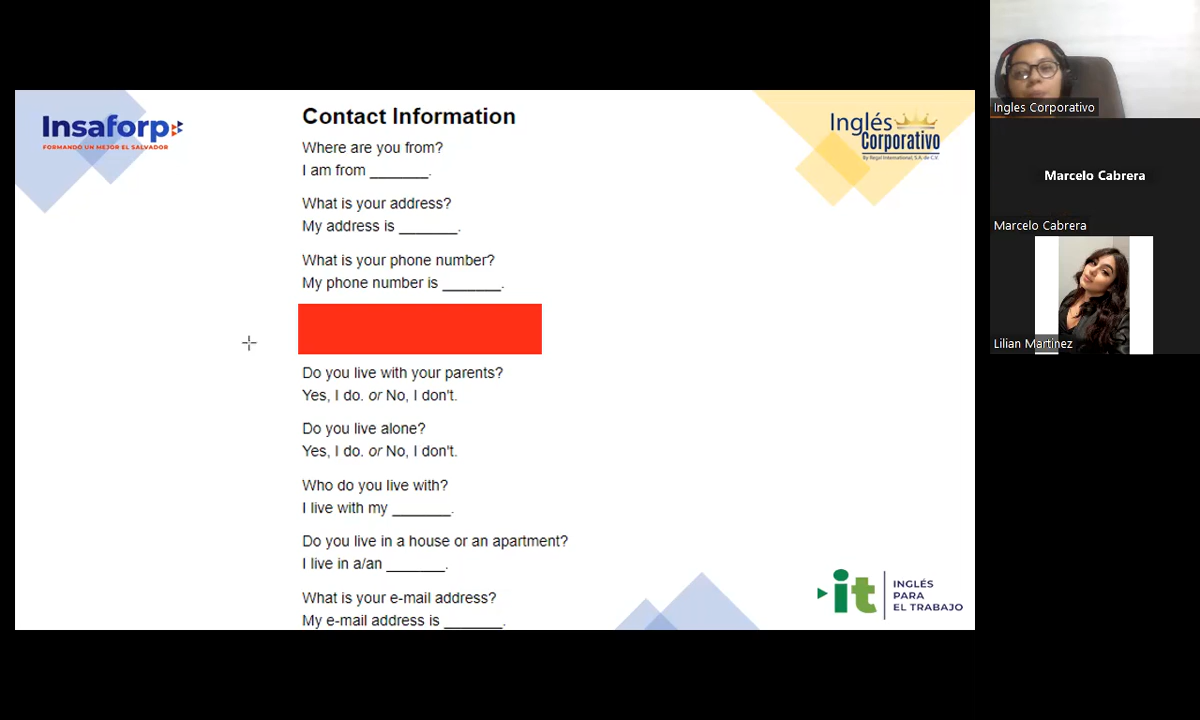 Contact Information
Where are you from?
I am from _______.
What is your address?
My address is _______.
What is your phone number?
My phone number is _______.
Do you live with your parents?
Yes, I do. or No, I don't.
Do you live alone?
Yes, I do. or No, I don't.
Who do you live with?
I live with my _______.
Do you live in a house or an apartment?
I live in a/an _______.
What is your e-mail address?
My e-mail address is _______.
Insaforp
FORMANDO UN MEJOR EL SALVADOR
Inglés
Corporativo
By Regal International, S.A. de C.V.
it
INGLÉS
PARA
EL TRABAJO
Ingles Corporativo
Marcelo Cabrera
Marcelo Cabrera
Lilian Martinez